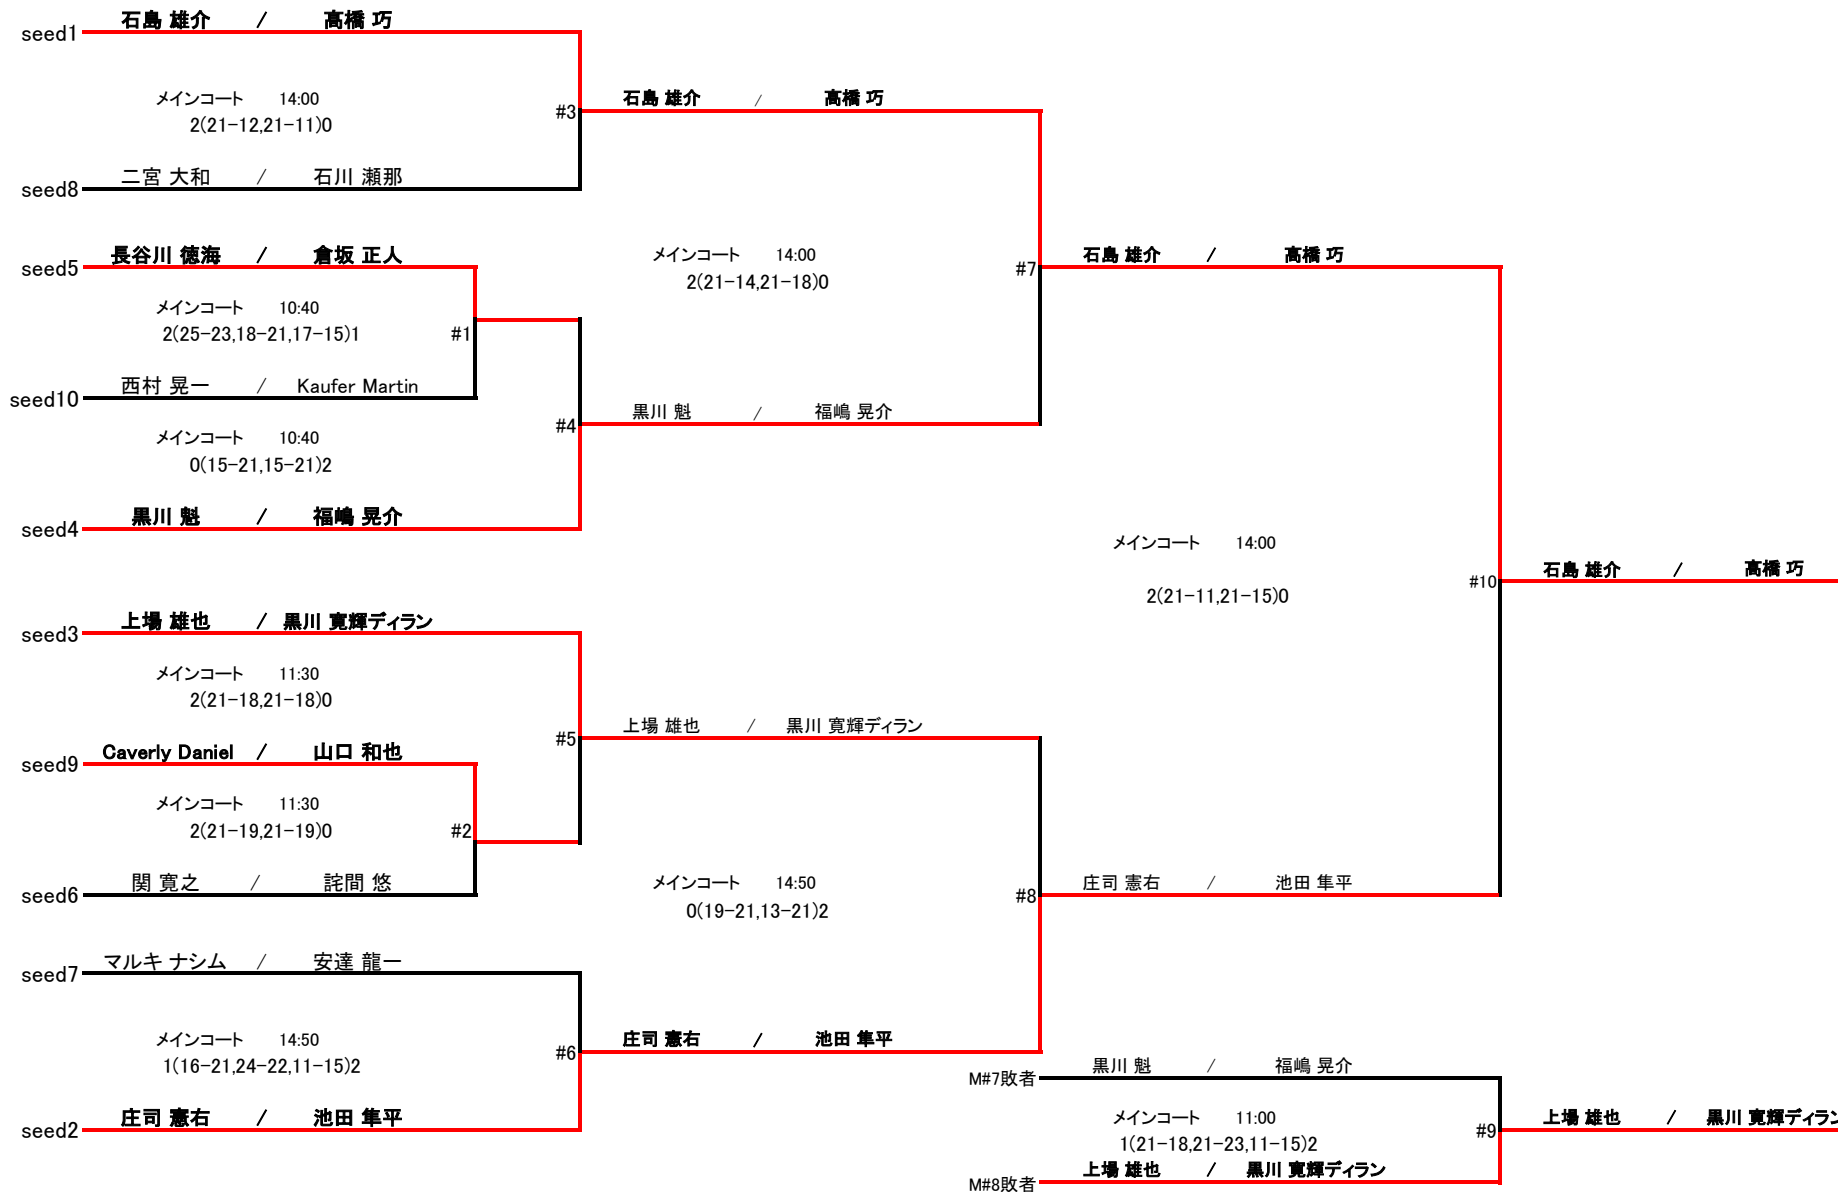 seed1 石島 雄介 / 髙橋 巧
メインコート 14:00
2(21-12,21-11)0
#3
seed8 二宮 大和 / 石川 瀬那
seed5 長谷川 徳海 / 倉坂 正人
メインコート 10:40
2(25-23,18-21,17-15)1
#1
seed10 西村 晃一 / Kaufer Martin
メインコート 10:40
0(15-21,15-21)2
#4
seed4 黒川 魁 / 福嶋 晃介
seed3 上場 雄也 / 黒川 寛輝ディラン
メインコート 11:30
2(21-18,21-18)0
#5
seed9 Caverly Daniel / 山口 和也
メインコート 11:30
2(21-19,21-19)0
#2
seed6 関 寛之 / 詫間 悠
seed7 マルキ ナシム / 安達 龍一
メインコート 14:50
1(16-21,24-22,11-15)2
#6
seed2 庄司 憲右 / 池田 隼平
石島 雄介 / 髙橋 巧
メインコート 14:00
2(21-14,21-18)0
#7
黒川 魁 / 福嶋 晃介
上場 雄也 / 黒川 寛輝ディラン
メインコート 14:50
0(19-21,13-21)2
#8
庄司 憲右 / 池田 隼平
石島 雄介 / 髙橋 巧
メインコート 14:00
2(21-11,21-15)0
#10
庄司 憲右 / 池田 隼平
石島 雄介 / 髙橋 巧
M#7敗者 黒川 魁 / 福嶋 晃介
メインコート 11:00
1(21-18,21-23,11-15)2
#9
M#8敗者 上場 雄也 / 黒川 寛輝ディラン
上場 雄也 / 黒川 寛輝ディラン